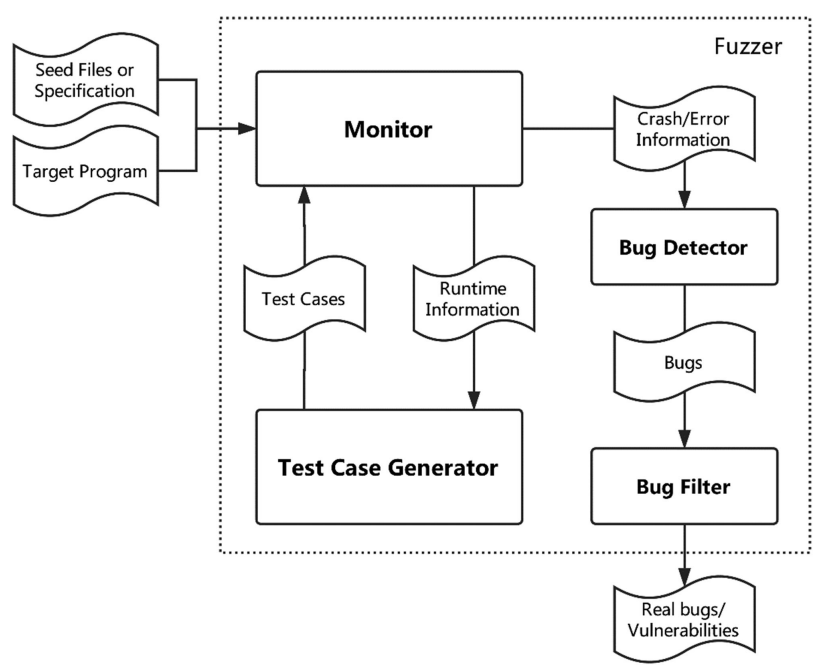 Fuzzer
Seed Files or
Specification
Target Program
Monitor
Crash/Error
Information
Bug Detector
Test Cases
Runtime
Information
Bugs
Test Case Generator
Bug Filter
Real bugs/
Vulnerabilities